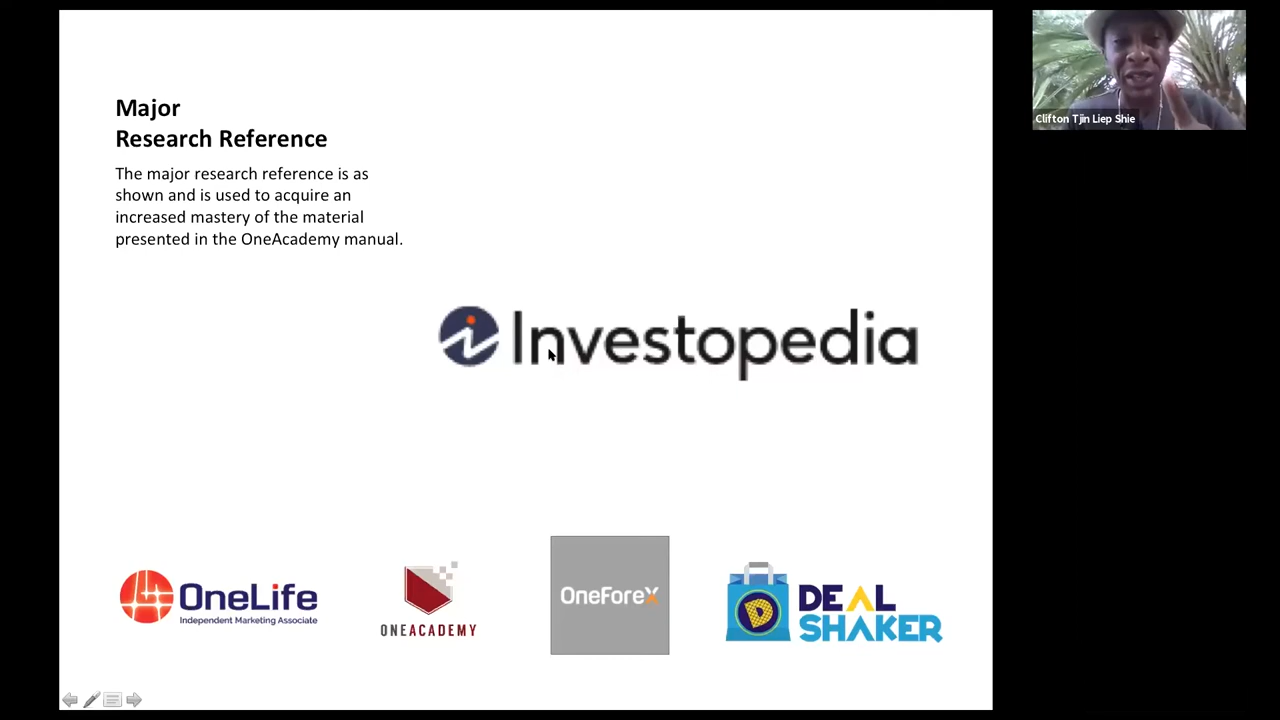 Major
Research Reference
The major research reference is as
shown and is used to acquire an
increased mastery of the material
presented in the OneAcademy manual.
Investopedia
OneLife
Independent Marketing Associate
ONEACADEMY
OneForeX
DEAL
SHAKER
Clifton Tjin Liep Shie